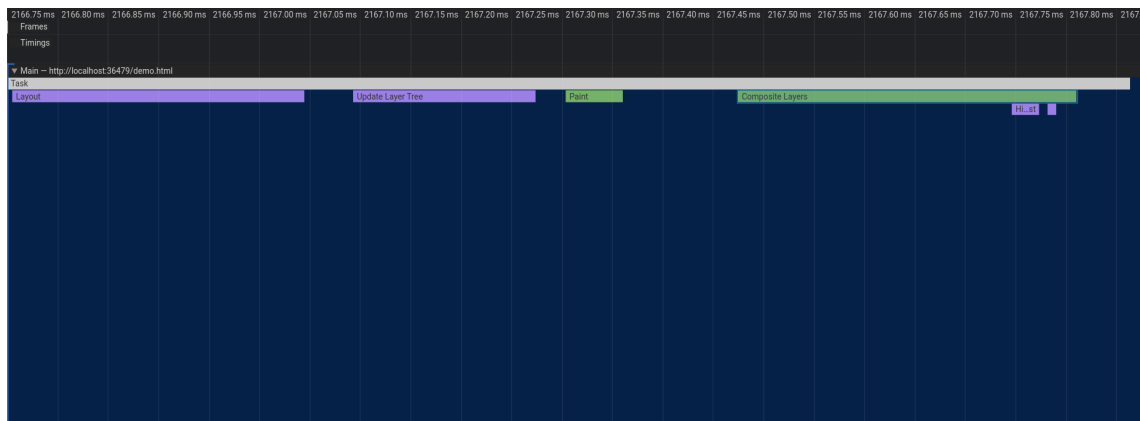 2166.75 ms 2166.80 ms 2166.85 ms 2166.90 ms 2166.95 ms 2167.00 ms 2167.05 ms 2167.10 ms 2167.15 ms 2167.20 ms 2167.25 ms 2167.30 ms 2167.35 ms 2167.40 ms 2167.45 ms 2167.50 ms 2167.55 ms 2167.60 ms 2167.65 ms 2167.70 ms 2167.75 ms 2167.80 ms 2167
Frames
Timings
▼ Main — http://localhost:36479/demo.html
Task
Layout Update Layer Tree Paint Composite Layers
Hi...st